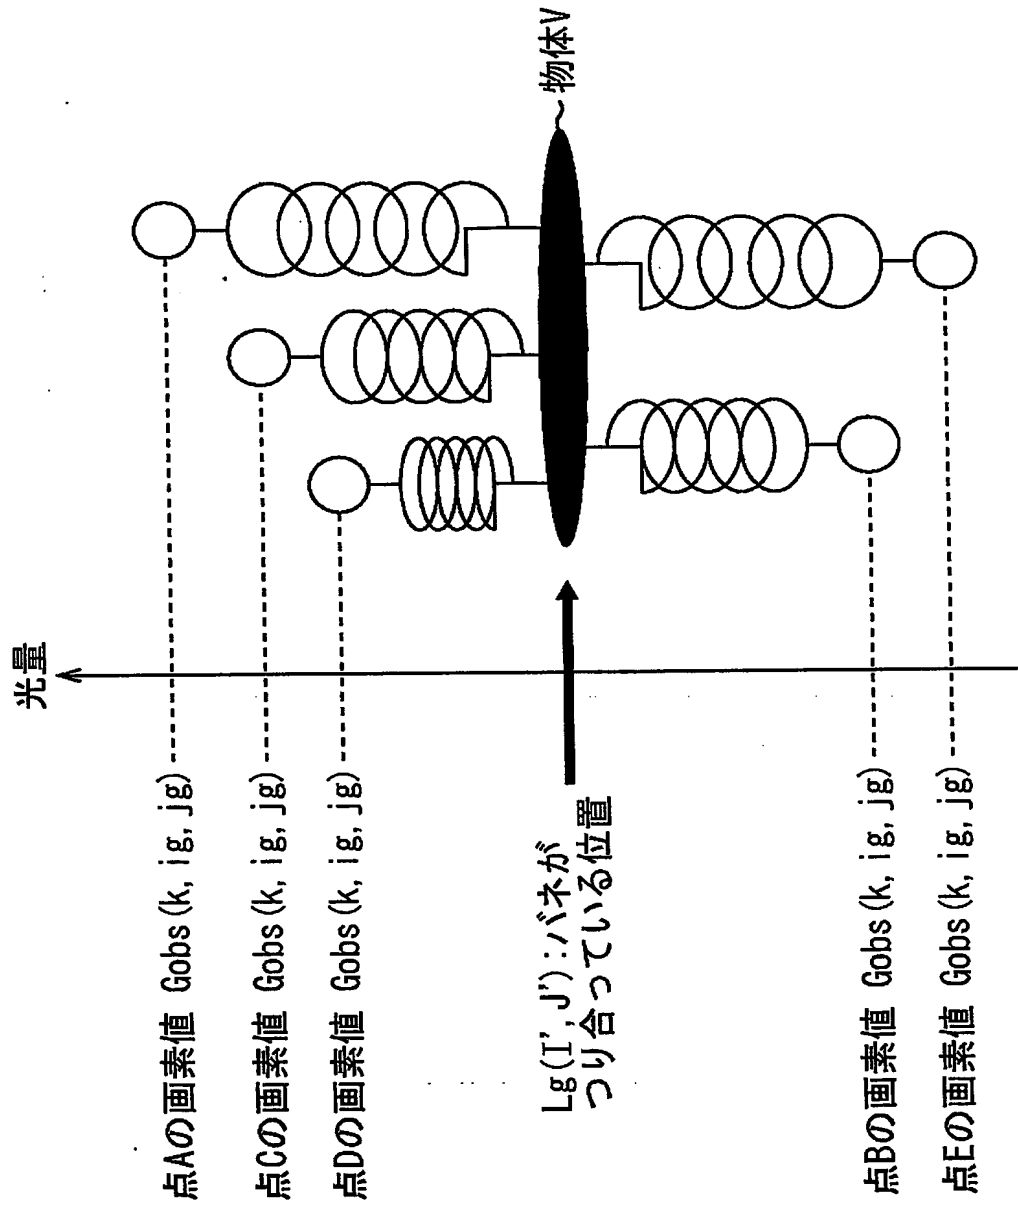 光量
点Aの画素値 Gobs(k, ig, jg)
点Cの画素値 Gobs(k, ig, jg)
点Dの画素値 Gobs(k, ig, jg)
物体V
Lg(I', J'):バネが
つり合っている位置
点Bの画素値 Gobs(k, ig, jg)
点Eの画素値 Gobs(k, ig, jg)